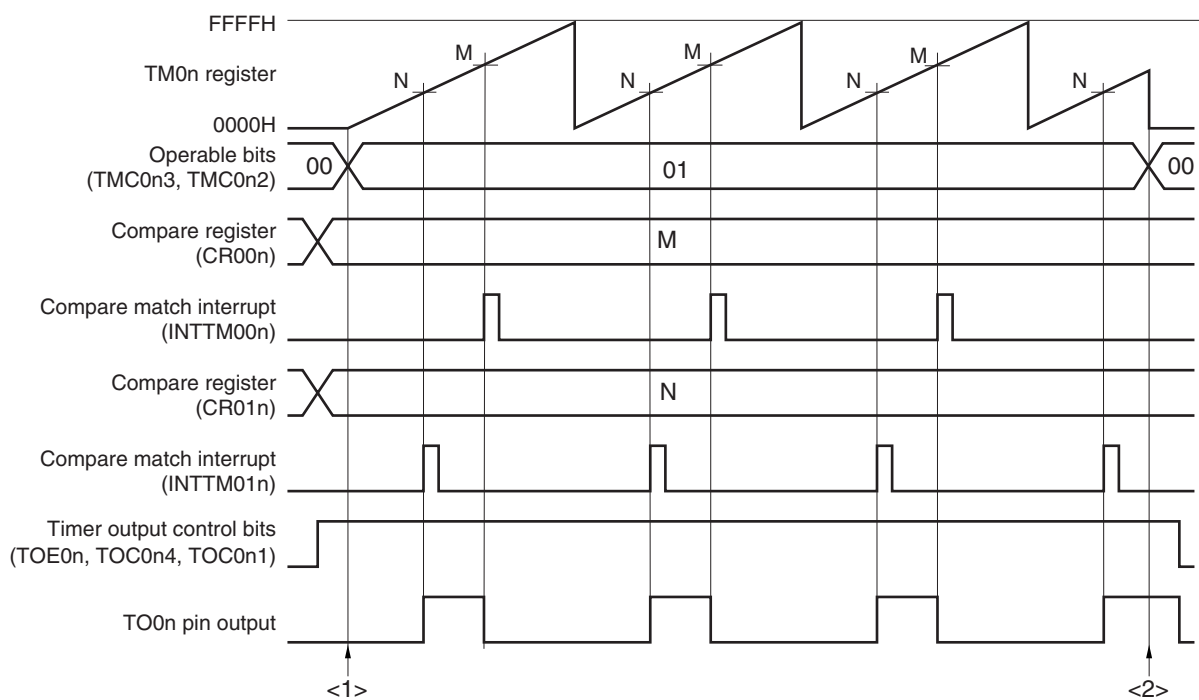 FFFFH
M M M
TM0n register
N N N N
0000H
Operable bits
(TMC0n3, TMC0n2)
00 01 00
Compare register
(CR00n)
M
Compare match interrupt
(INTTM00n)
Compare register
(CR01n)
N
Compare match interrupt
(INTTM01n)
Timer output control bits
(TOE0n, TOC0n4, TOC0n1)
TO0n pin output
<1> <2>